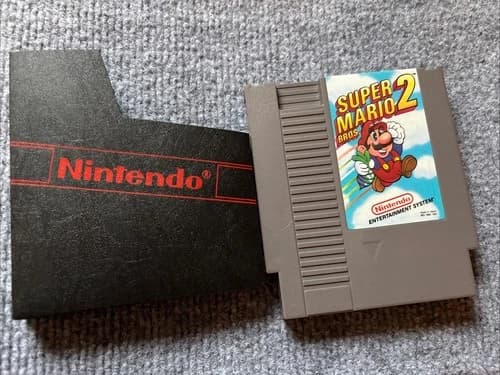 Nintendo®
SUPER
MARIO
BROS.
2
Nintendo
ENTERTAINMENT SYSTEM